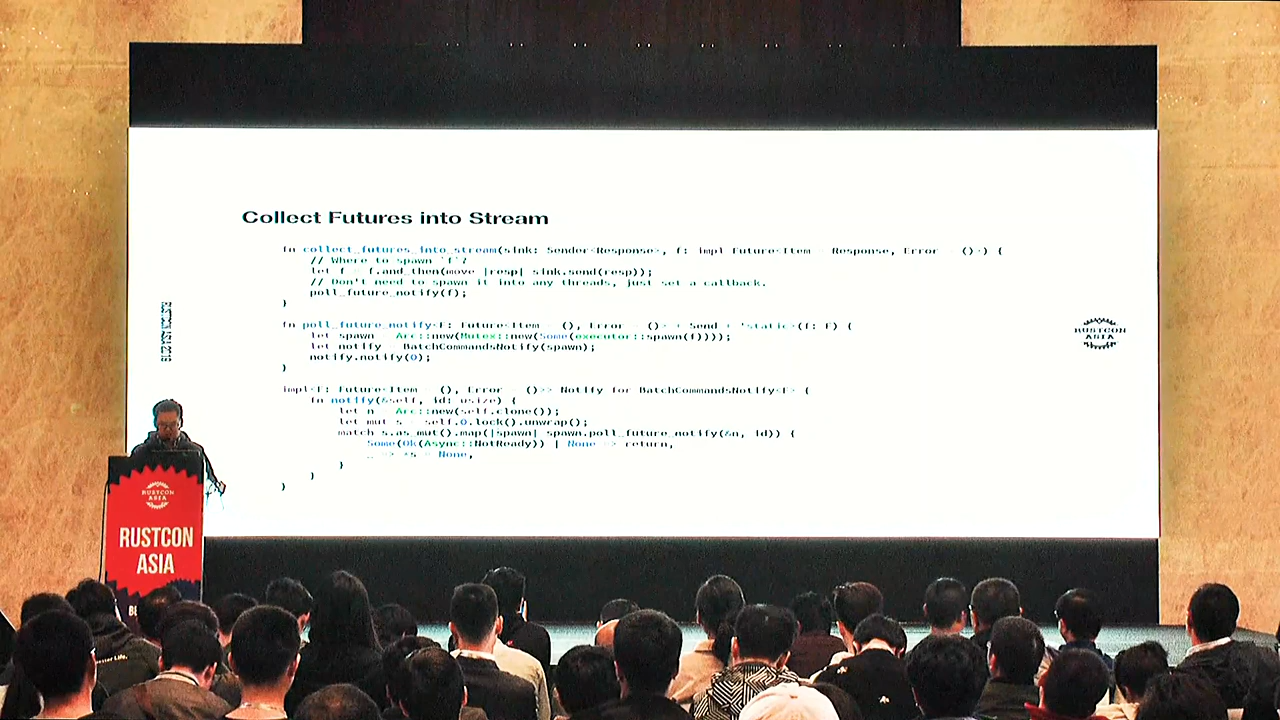 Collect Futures into Stream
fn collect_futures_into_stream(sink: Sender<Response>, f: impl Future<Item = Response, Error = ()>) {
// Where to spawn `f`?
let f = f.and_then(move |resp| sink.send(resp));
// Don't need to spawn it into any threads, just set a callback.
poll_future_notify(f);
}
fn poll_future_notify<F: Future<Item = (), Error = ()> + Send + 'static>(f: F) {
let spawn = Arc::new(Mutex::new(Some(executor::spawn(f))));
let notify = BatchCommandsNotify(spawn);
notify.notify(0);
}
impl<F: Future<Item = (), Error = ()>> Notify for BatchCommandsNotify<F> {
fn notify(&self, id: usize) {
let n = Arc::new(self.clone());
let mut s = self.0.lock().unwrap();
match s.as_mut().map(|spawn| spawn.poll_future_notify(&n, id)) {
Some(Ok(Async::NotReady)) | None => return,
_ => *s = None,
}
}
}
RUSTCON
ASIA
RUSTCON
ASIA
RUSTCON
ASIA